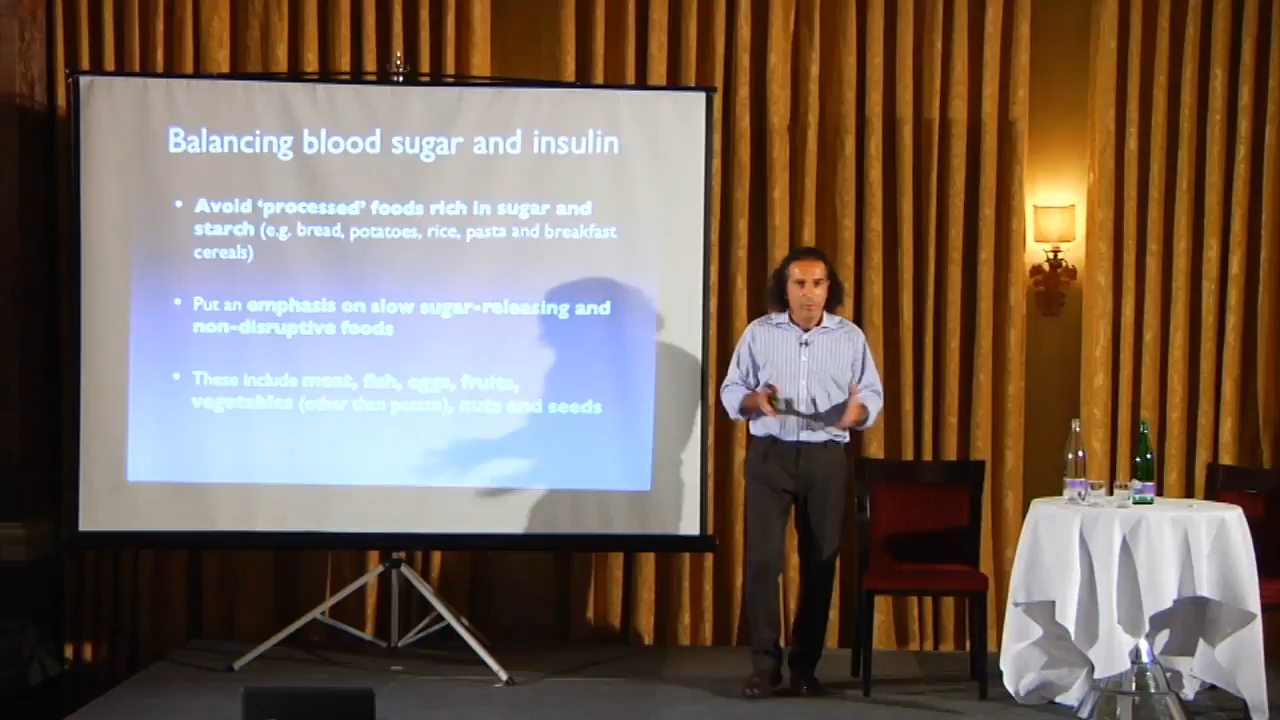 Balancing blood sugar and insulin
• Avoid ‘processed’ foods rich in sugar and
starch (e.g. bread, potatoes, rice, pasta and breakfast
cereals)
• Put an emphasis on slow sugar-releasing and
non-disruptive foods
• These include meat, fish, eggs, fruits,
vegetables (other than potato), nuts and seeds